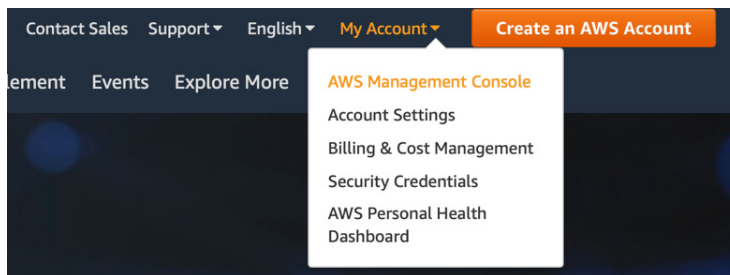 Contact Sales Support English My Account Create an AWS Account
lement Events Explore More
AWS Management Console
Account Settings
Billing & Cost Management
Security Credentials
AWS Personal Health
Dashboard